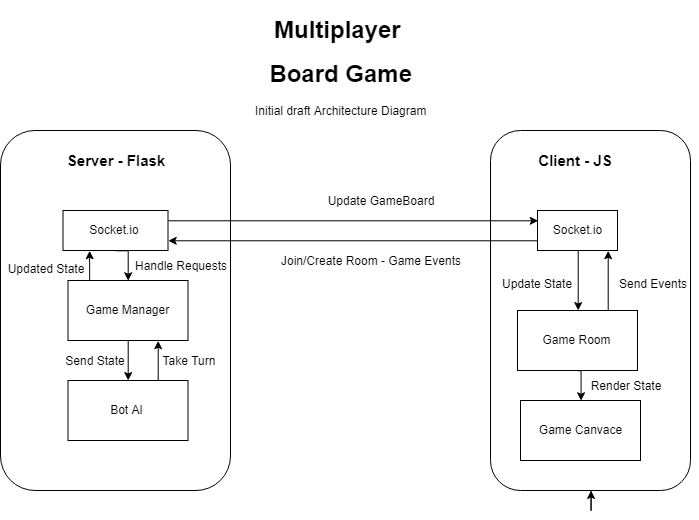 Multiplayer
Board Game
Initial draft Architecture Diagram
Server - Flask
Client - JS
Update GameBoard
Socket.io
Socket.io
Join/Create Room - Game Events
Updated State
Handle Requests
Update State
Send Events
Game Manager
Game Room
Send State
Take Turn
Render State
Bot AI
Game Canvace